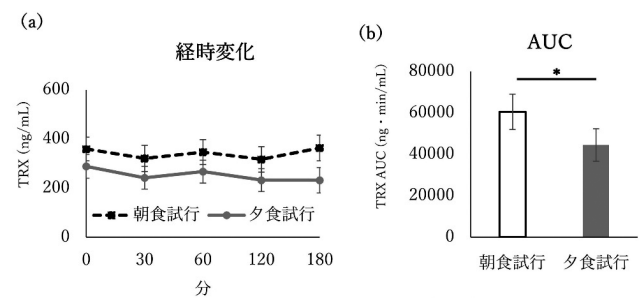 (a)
経時変化
TRX (ng/mL)
600
400
200
0
朝食試行
夕食試行
0 30 60 120 180
分
(b)
AUC
TRX AUC (ng・min/mL)
80000
60000
40000
20000
0
*
朝食試行 夕食試行